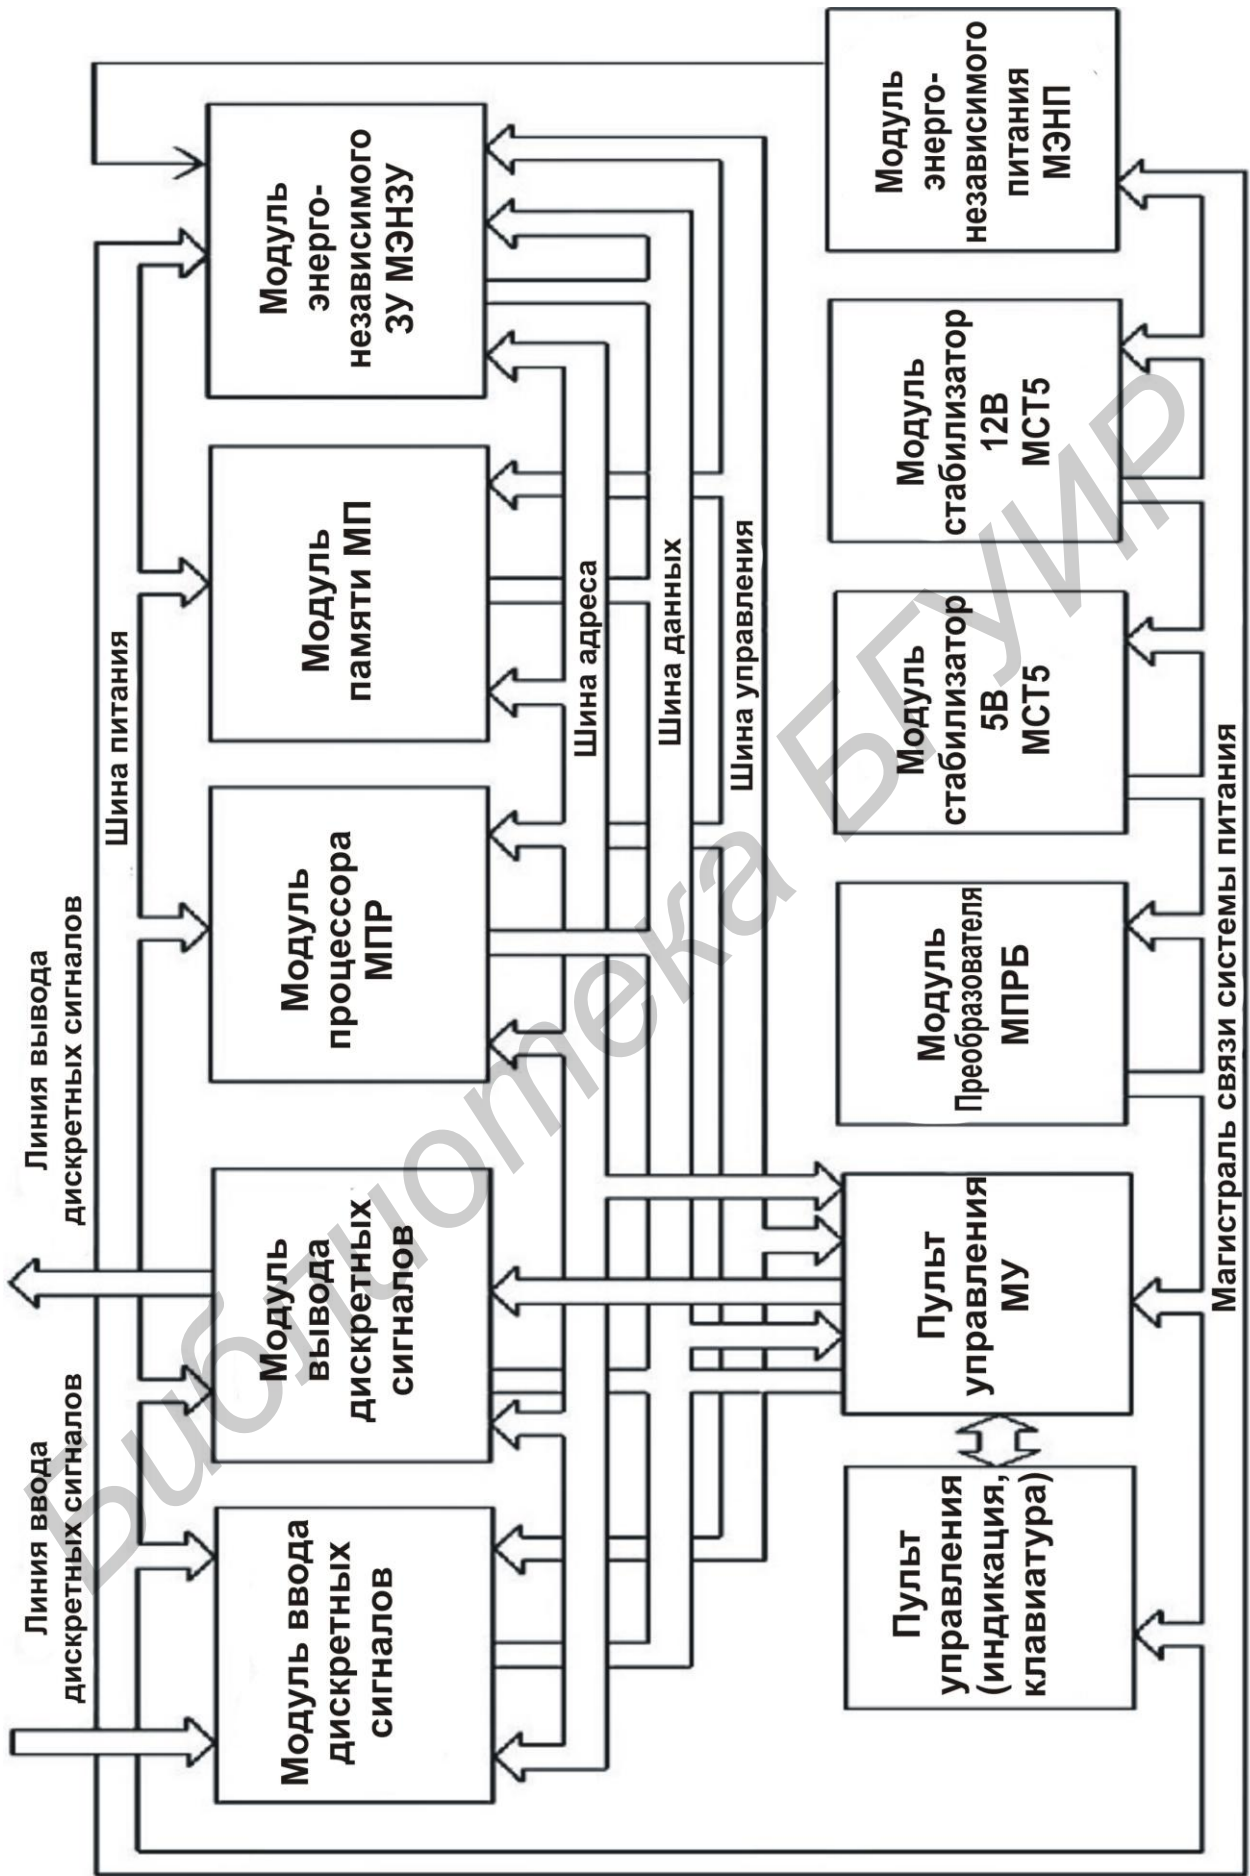 Линия ввода
дискретных сигналов
Линия вывода
дискретных сигналов
Шина питания
Модуль ввода
дискретных
сигналов
Модуль
вывода
дискретных
сигналов
Модуль
процессора
МПР
Модуль
памяти МП
Модуль
энерго-
независимого
ЗУ МЭНЗУ
Шина адреса
Шина данных
Шина управления
Пульт
управления
(индикация,
клавиатура)
Пульт
управления
МУ
Модуль
Преобразователя
МПРБ
Модуль
стабилизатор
5В
МСТ5
Модуль
стабилизатор
12В
МСТ5
Модуль
энерго-
независимого
питания
МЭНП
Магистраль связи системы питания
Библиотека БГУИР